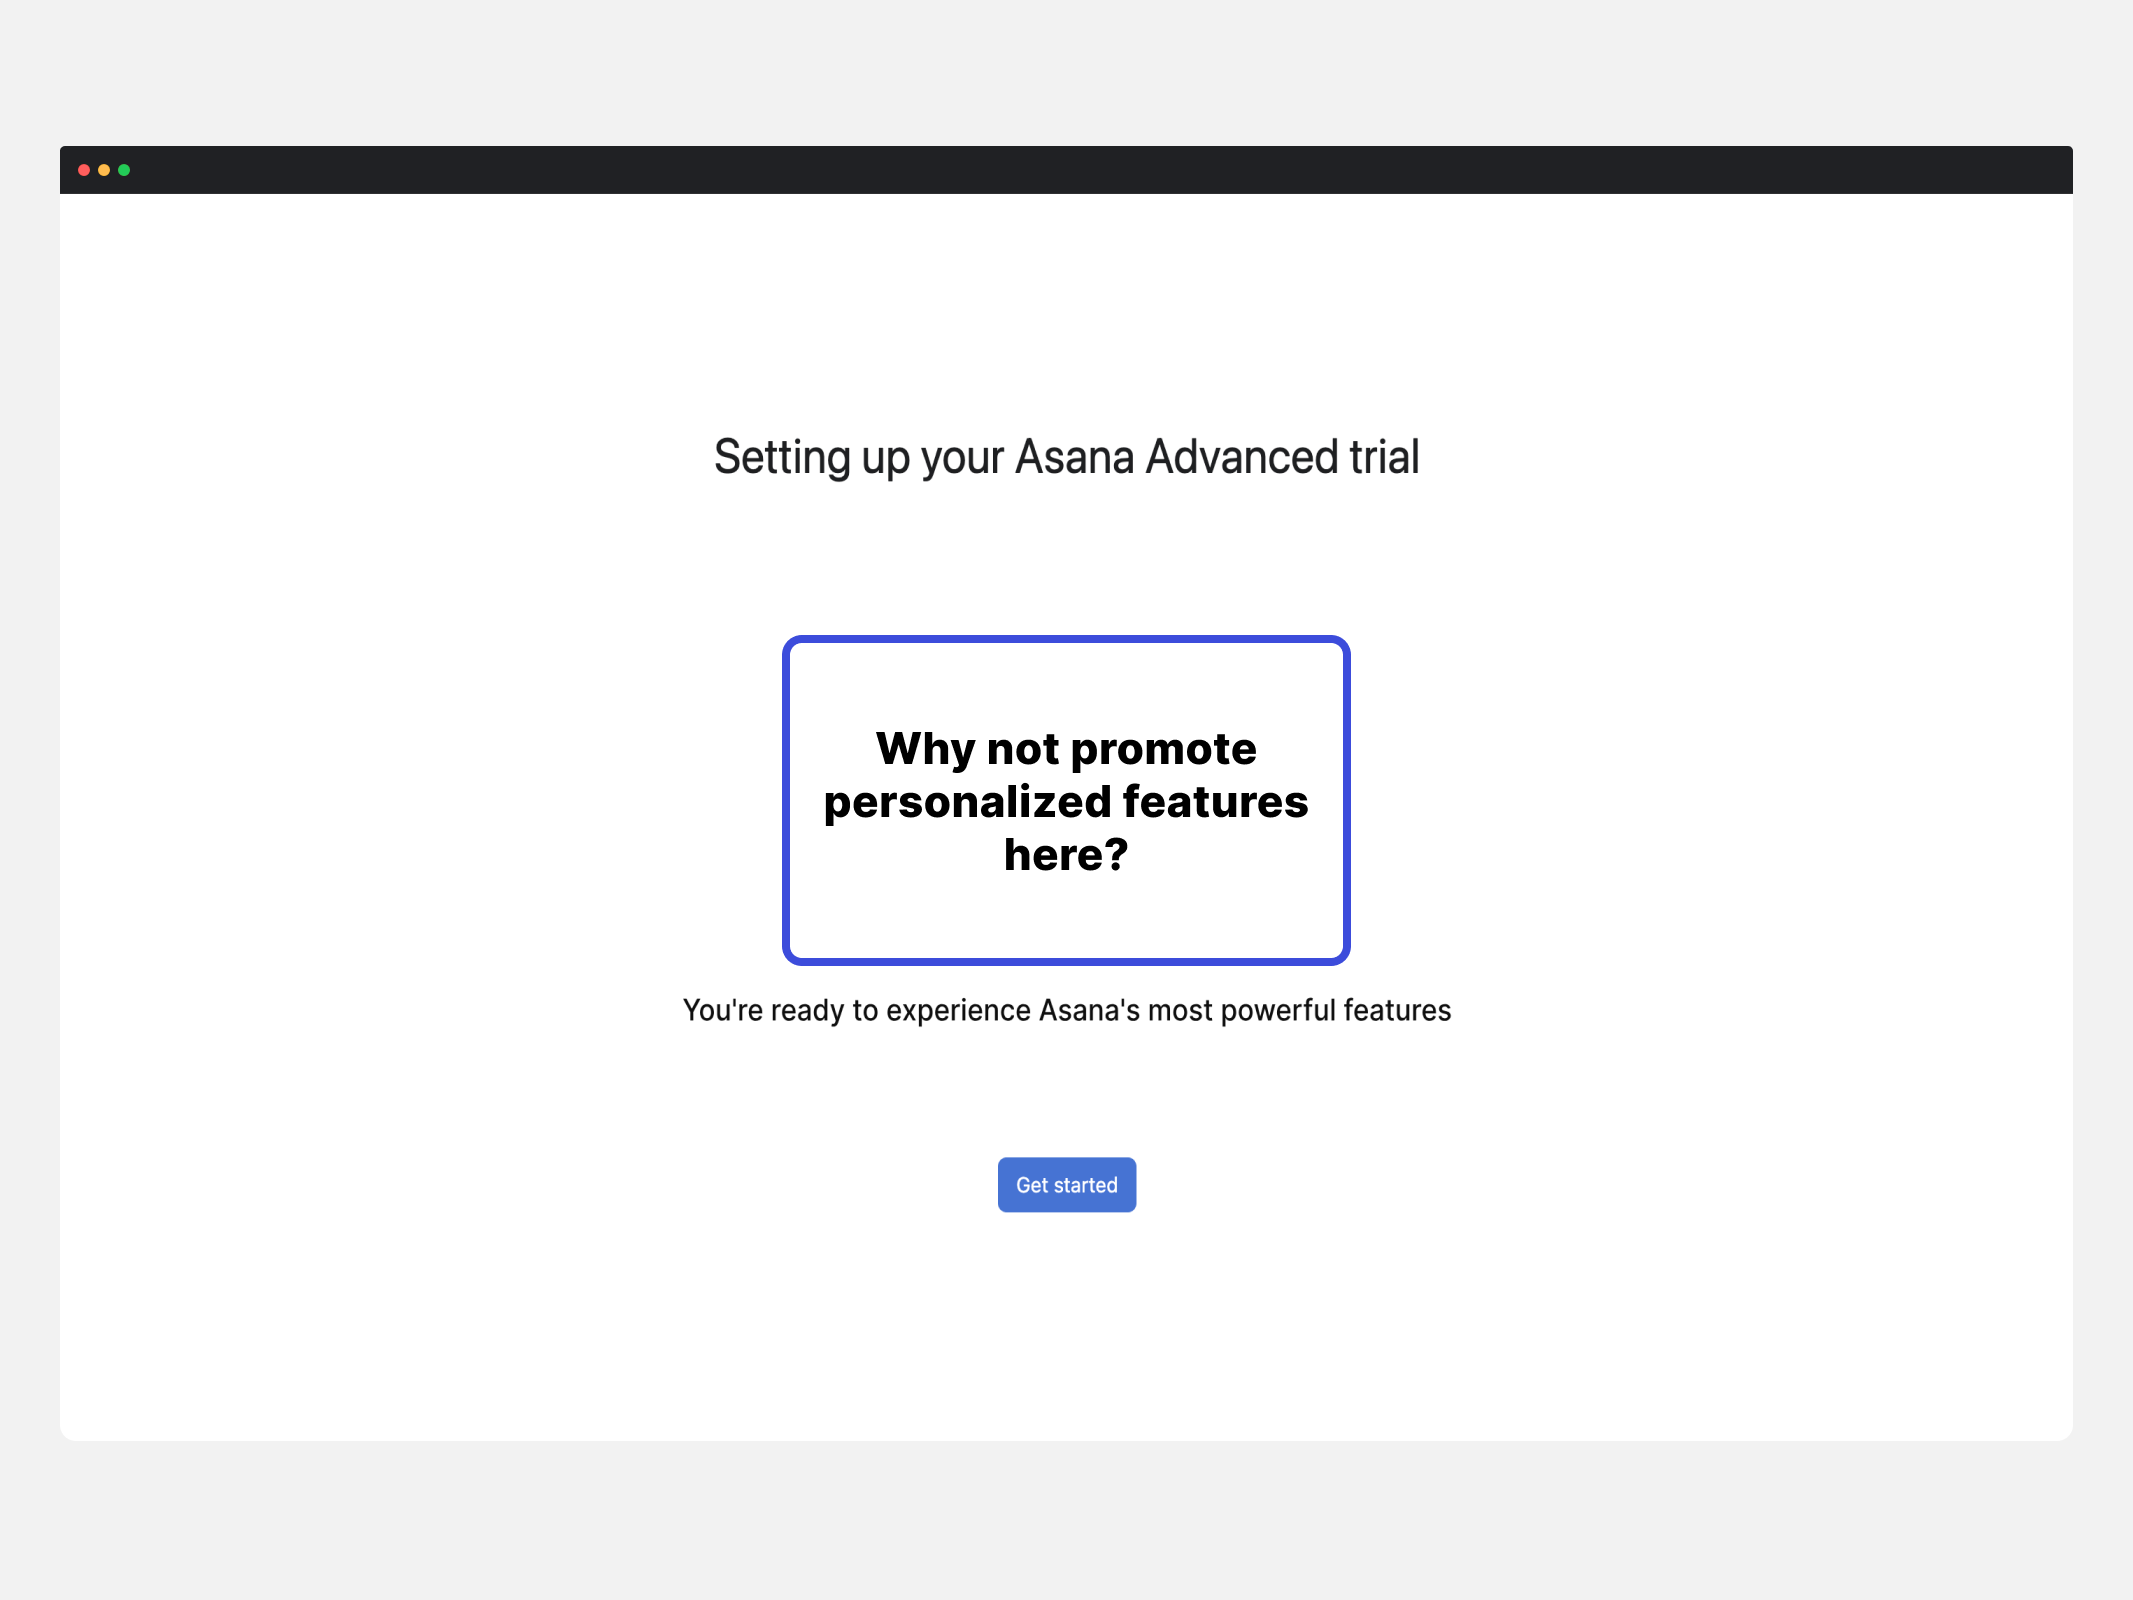 Setting up your Asana Advanced trial
Why not promote
personalized features
here?
You're ready to experience Asana's most powerful features
Get started